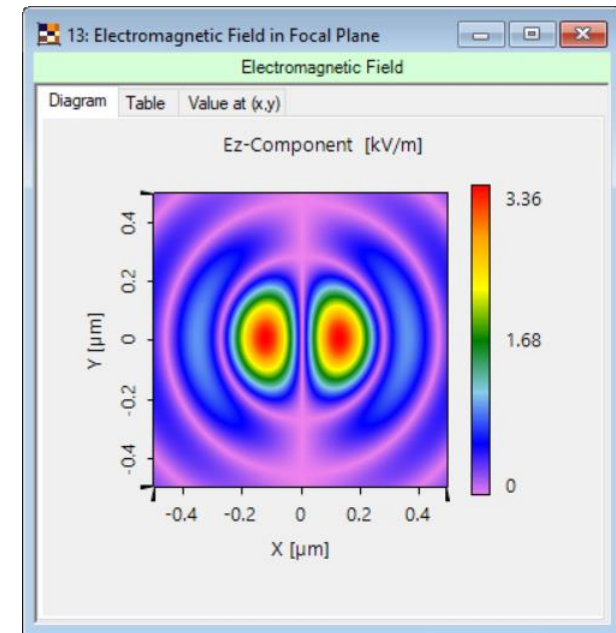 13: Electromagnetic Field in Focal Plane
Electromagnetic Field
Diagram Table Value at (x,y)
Ez-Component [kV/m]
3.36
1.68
0
Y [µm]
0.4
0.2
0
-0.2
-0.4
-0.4 -0.2 0 0.2 0.4
X [µm]